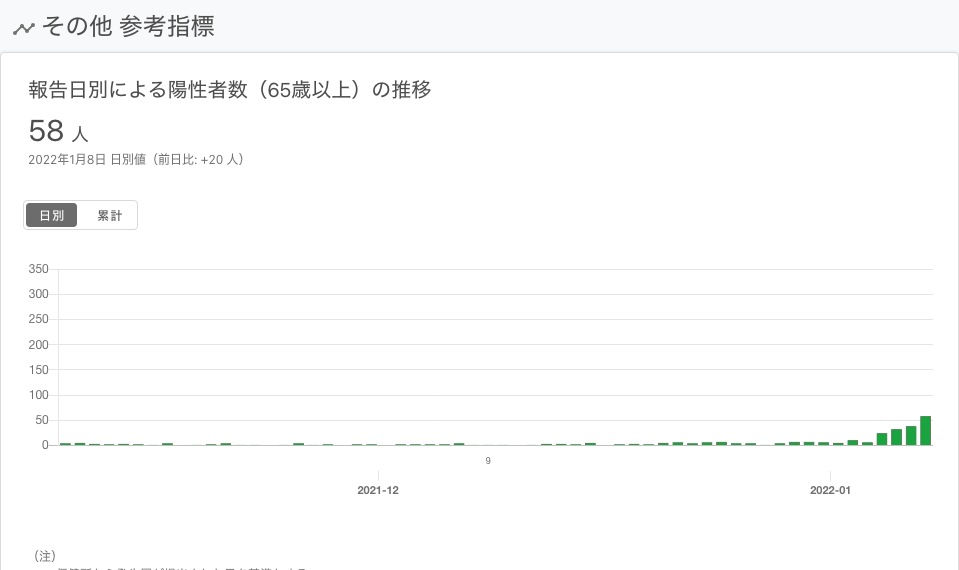 その他 参考指標
報告日別による陽性者数（65歳以上）の推移
58 人
2022年1月8日 日別値（前日比: +20 人）
日別 累計
350
300
250
200
150
100
50
0
9
2021-12 2022-01
（注）